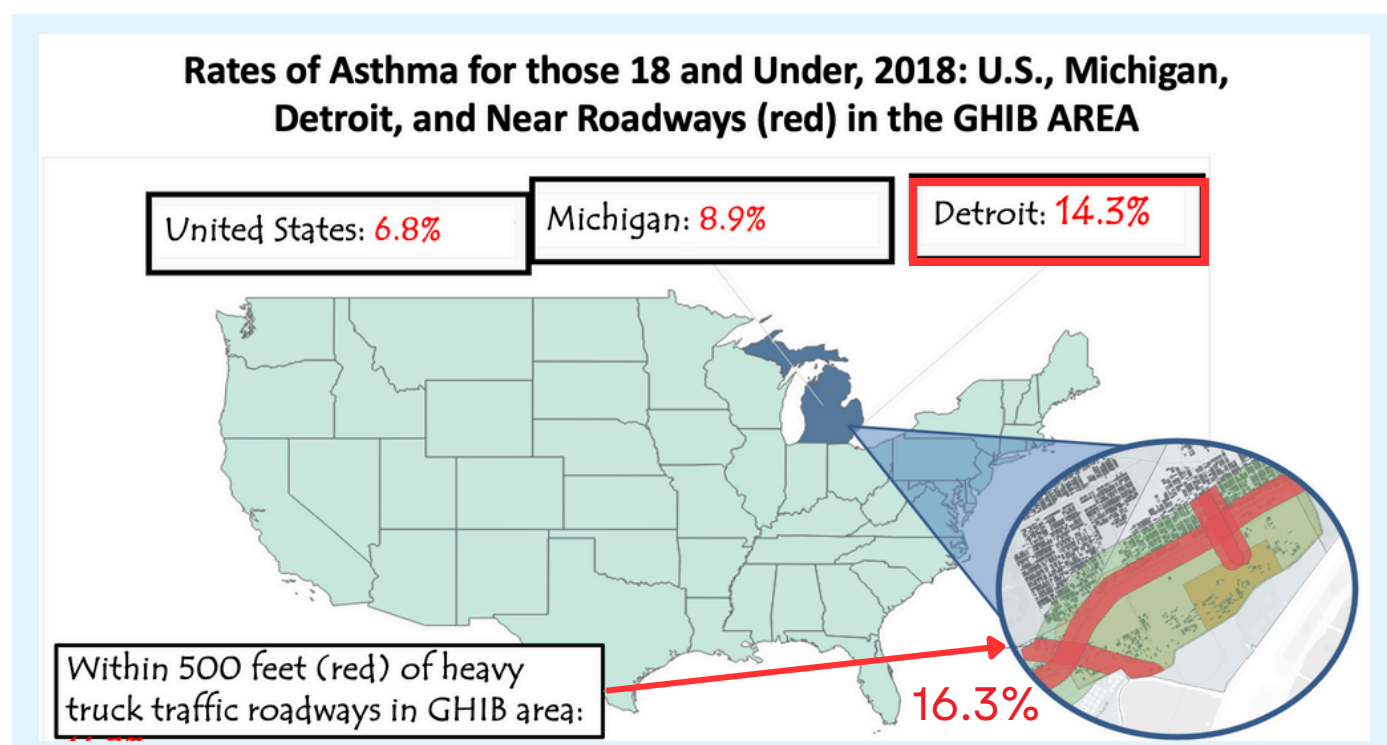 Rates of Asthma for those 18 and Under, 2018: U.S., Michigan,
Detroit, and Near Roadways (red) in the GHIB AREA
United States: 6.8%
Michigan: 8.9%
Detroit: 14.3%
Within 500 feet (red) of heavy
truck traffic roadways in GHIB area:
16.3%